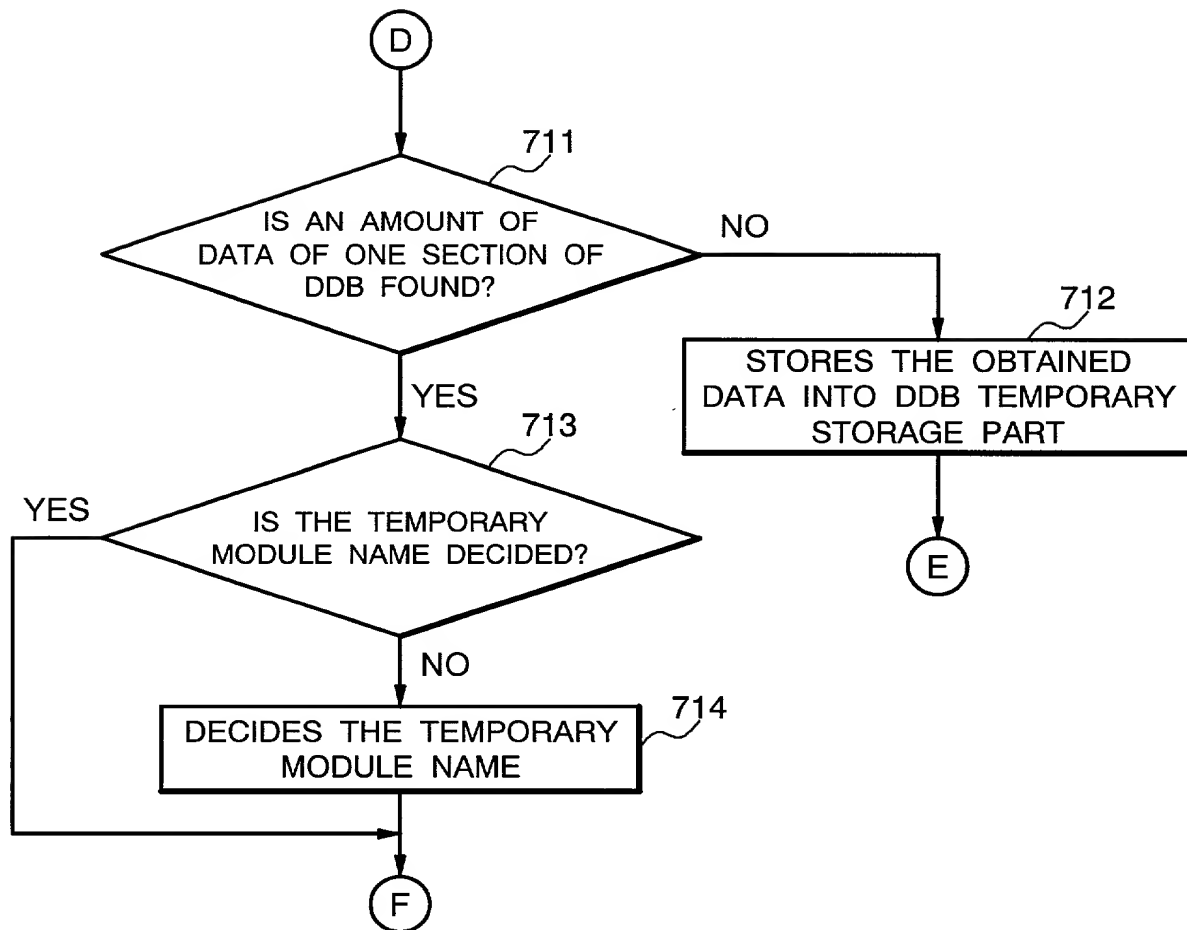 D
711
IS AN AMOUNT OF
DATA OF ONE SECTION OF
DDB FOUND?
NO
YES
712
STORES THE OBTAINED
DATA INTO DDB TEMPORARY
STORAGE PART
E
713
YES
IS THE TEMPORARY
MODULE NAME DECIDED?
NO
714
DECIDES THE TEMPORARY
MODULE NAME
F